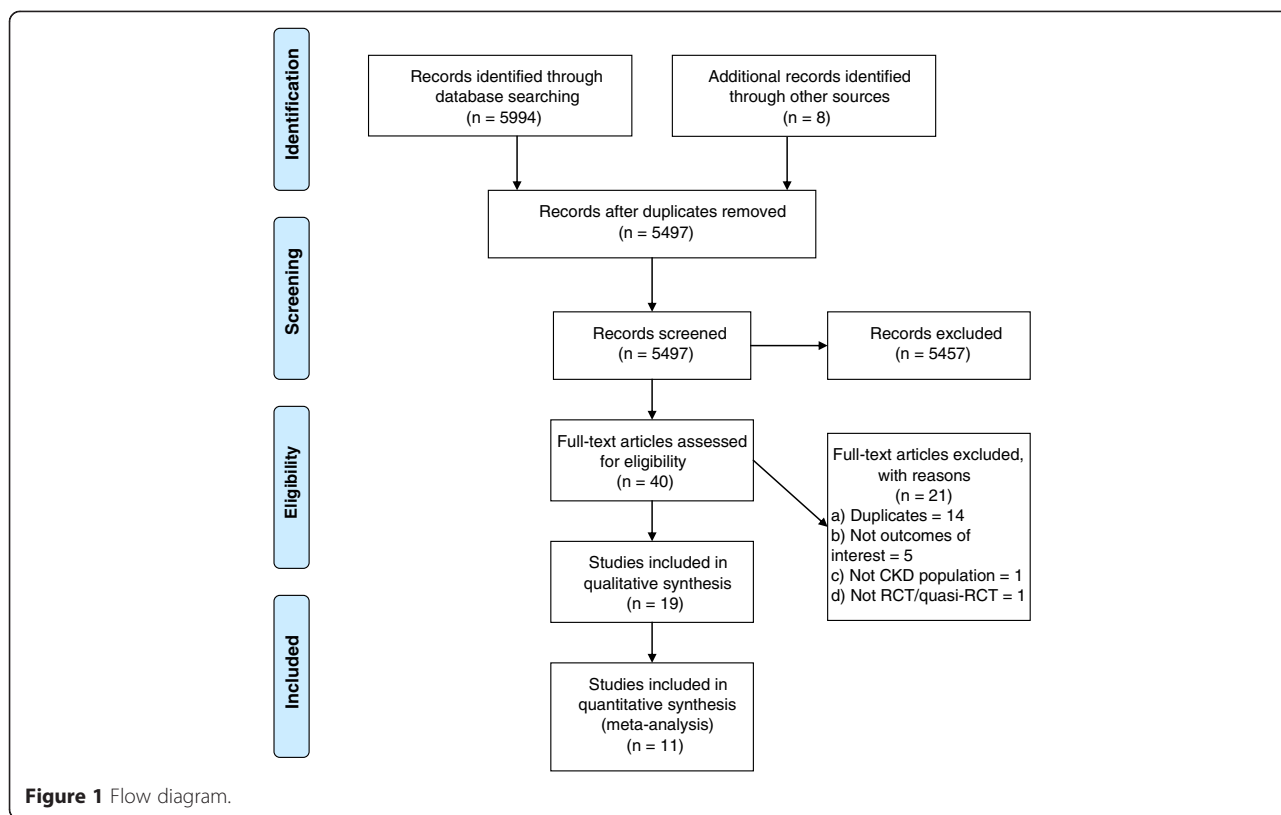 Identification
Records identified through
database searching
(n = 5994)
Additional records identified
through other sources
(n = 8)
Records after duplicates removed
(n = 5497)
Screening
Records screened
(n = 5497)
Records excluded
(n = 5457)
Eligibility
Full-text articles assessed
for eligibility
(n = 40)
Full-text articles excluded,
with reasons
(n = 21)
a) Duplicates = 14
b) Not outcomes of
interest = 5
c) Not CKD population = 1
d) Not RCT/quasi-RCT = 1
Studies included in
qualitative synthesis
(n = 19)
Included
Studies included in
quantitative synthesis
(meta-analysis)
(n = 11)
Figure 1 Flow diagram.